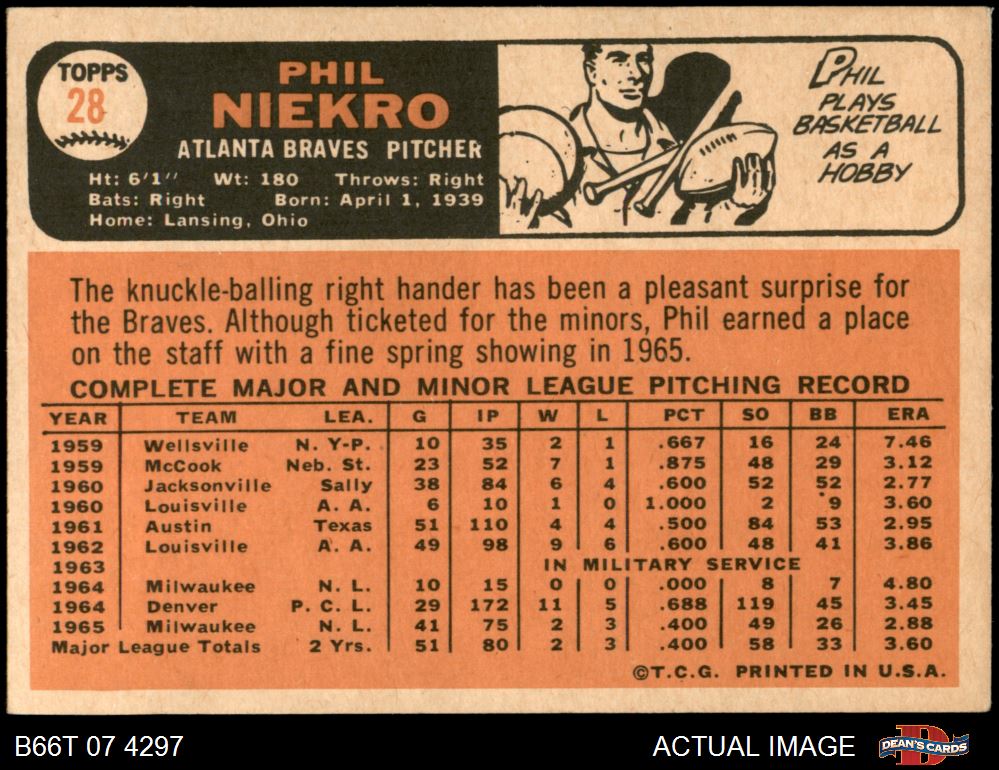 TOPPS
28
PHIL
NIEKRO
ATLANTA BRAVES PITCHER
Ht: 6'1" Wt: 180 Throws: Right
Bats: Right Born: April 1, 1939
Home: Lansing, Ohio
PHIL
PLAYS
BASKETBALL
AS A
HOBBY
The knuckle-balling right hander has been a pleasant surprise for
the Braves. Although ticketed for the minors, Phil earned a place
on the staff with a fine spring showing in 1965.
COMPLETE MAJOR AND MINOR LEAGUE PITCHING RECORD
YEAR TEAM LEA. G IP W L PCT SO BB ERA
1959 Wellsville N. Y-P. 10 35 2 1 .667 16 24 7.46
1959 McCook Neb. St. 23 52 7 1 .875 48 29 3.12
1960 Jacksonville Sally 38 84 6 4 .600 52 52 2.77
1960 Louisville A. A. 6 10 1 0 1.000 2 9 3.60
1961 Austin Texas 51 110 4 4 .500 84 53 2.95
1962 Louisville A. A. 49 98 9 6 .600 48 41 3.86
1963 IN MILITARY SERVICE
1964 Milwaukee N. L. 10 15 0 0 .000 8 7 4.80
1964 Denver P. C. L. 29 172 11 5 .688 119 45 3.45
1965 Milwaukee N. L. 41 75 2 3 .400 49 26 2.88
Major League Totals 2 Yrs. 51 80 2 3 .400 58 33 3.60
©T.C.G. PRINTED IN U.S.A.
B66T 07 4297
ACTUAL IMAGE
DEAN'S CARDS